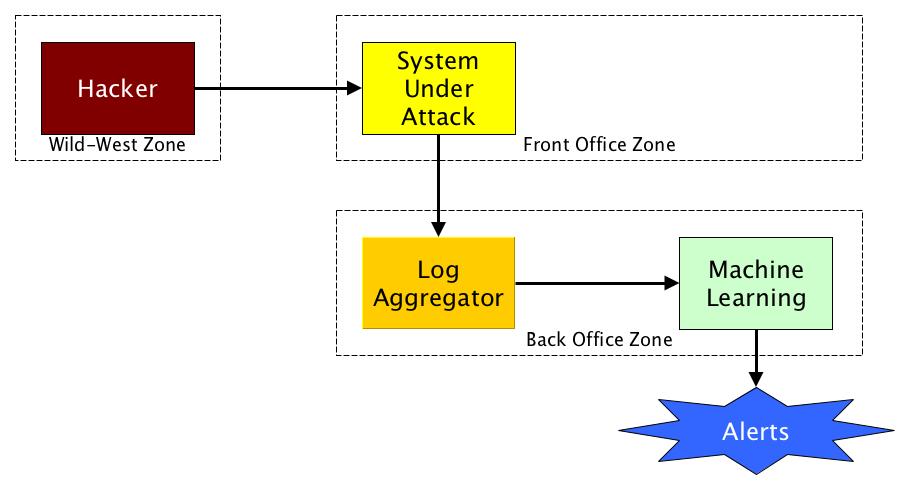 Hacker
Wild-West Zone
System
Under
Attack
Front Office Zone
Log
Aggregator
Machine
Learning
Back Office Zone
Alerts